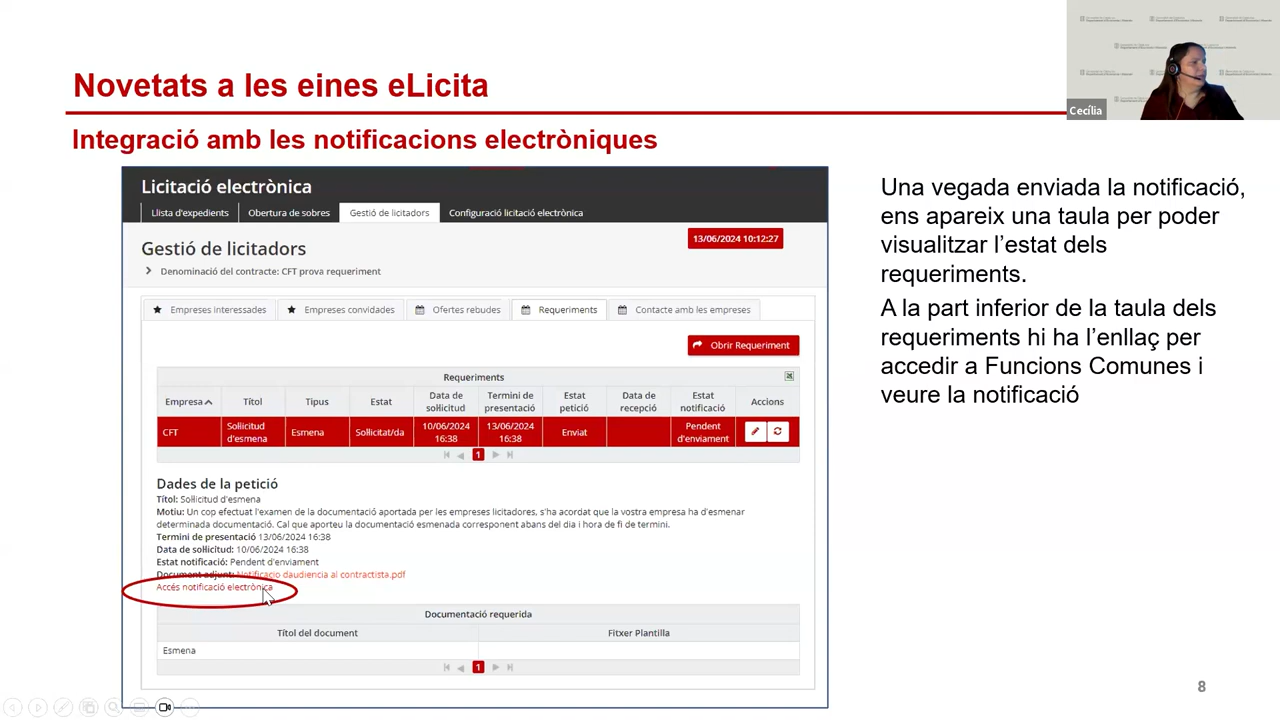 Novetats a les eines eLicita
Cecília
Integració amb les notificacions electròniques
Licitació electrònica
Llista d'expedients
Obertura de sobres
Gestió de licitadors
Configuració licitació electrònica
Gestió de licitadors
13/06/2024 10:12:27
Denominació del contracte: CFT prova requeriment
Empreses interessades
Empreses convidades
Ofertes rebudes
Requeriments
Contacte amb les empreses
Obrir Requeriment
Requeriments
Empresa
Títol
Tipus
Estat
Data de sol·licitud
Termini de presentació
Estat petició
Data de recepció
Estat notificació
Accions
CFT
Sol·licitud d'esmena
Esmena
Sol·licitat/da
10/06/2024 16:38
13/06/2024 16:38
Enviat
Pendent d'enviament
1
Dades de la petició
Títol: Sol·licitud d'esmena
Motiu: Un cop efectuat l'examen de la documentació aportada per les empreses licitadores, s'ha acordat que la vostra empresa ha d'esmenar
determinada documentació. Cal que aporteu la documentació esmenada corresponent abans del dia i hora de fi de termini.
Termini de presentació 13/06/2024 16:38
Data de sol·licitud: 10/06/2024 16:38
Estat notificació: Pendent d'enviament
Document adjunt: Notificacio daudiencia al contractista.pdf
Accés notificació electrònica
Documentació requerida
Títol del document
Fitxer Plantilla
Esmena
1
Una vegada enviada la notificació,
ens apareix una taula per poder
visualitzar l'estat dels
requeriments.
A la part inferior de la taula dels
requeriments hi ha l'enllaç per
accedir a Funcions Comunes i
veure la notificació
8